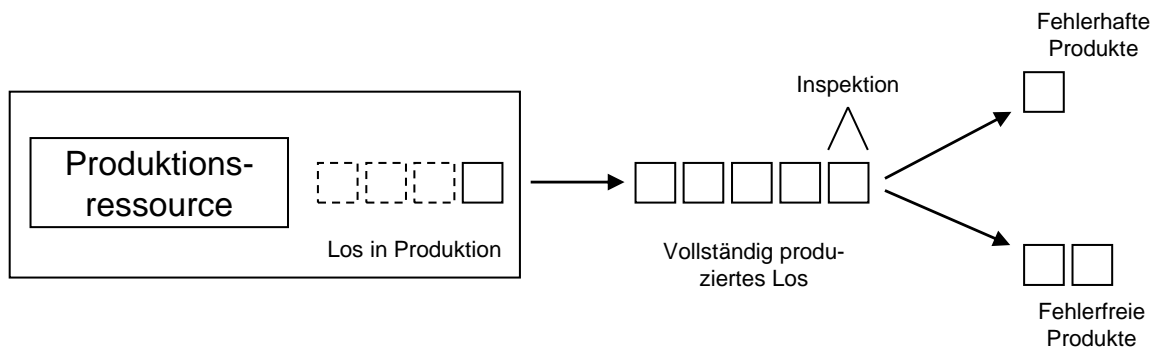 Fehlerhafte
Produkte
Inspektion
Produktions-
ressource
Los in Produktion
Vollständig produ-
ziertes Los
Fehlerfreie
Produkte